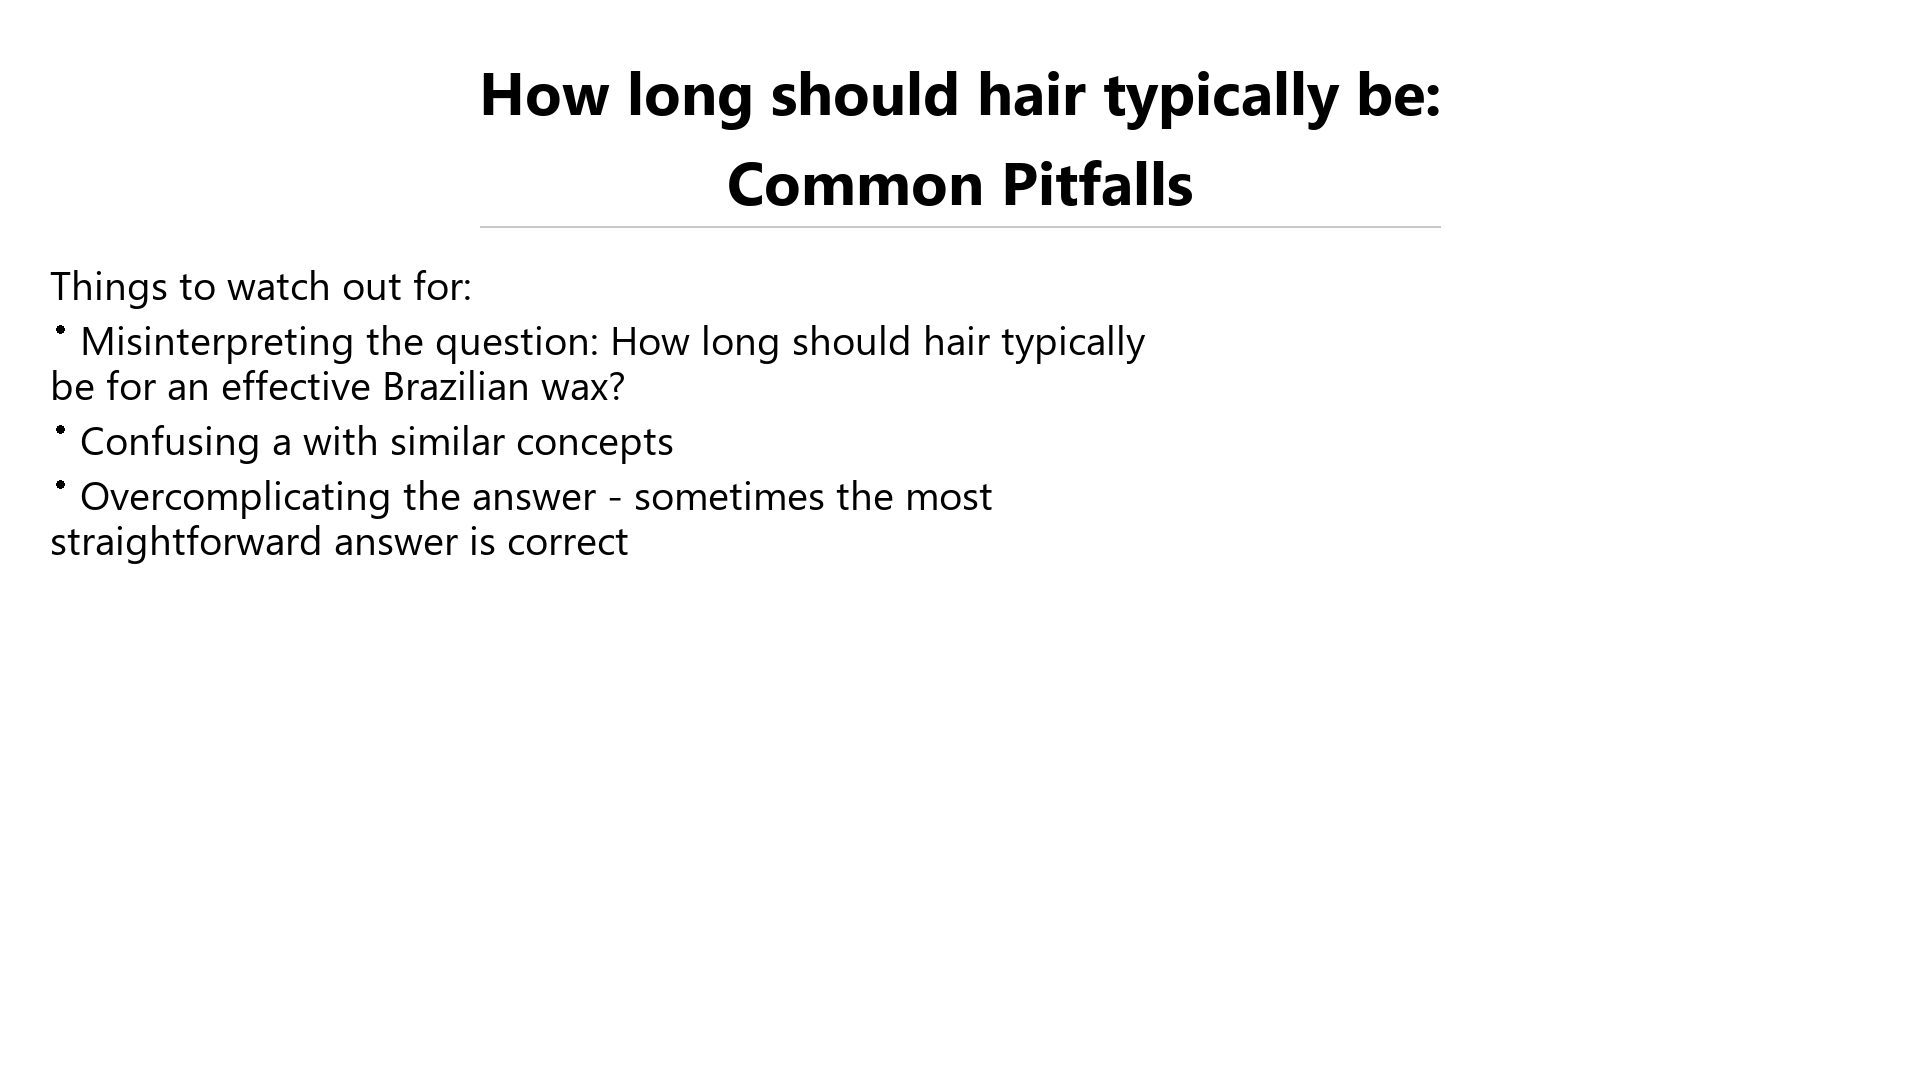 How long should hair typically be:
Common Pitfalls
Things to watch out for:
• Misinterpreting the question: How long should hair typically
be for an effective Brazilian wax?
• Confusing a with similar concepts
• Overcomplicating the answer - sometimes the most
straightforward answer is correct